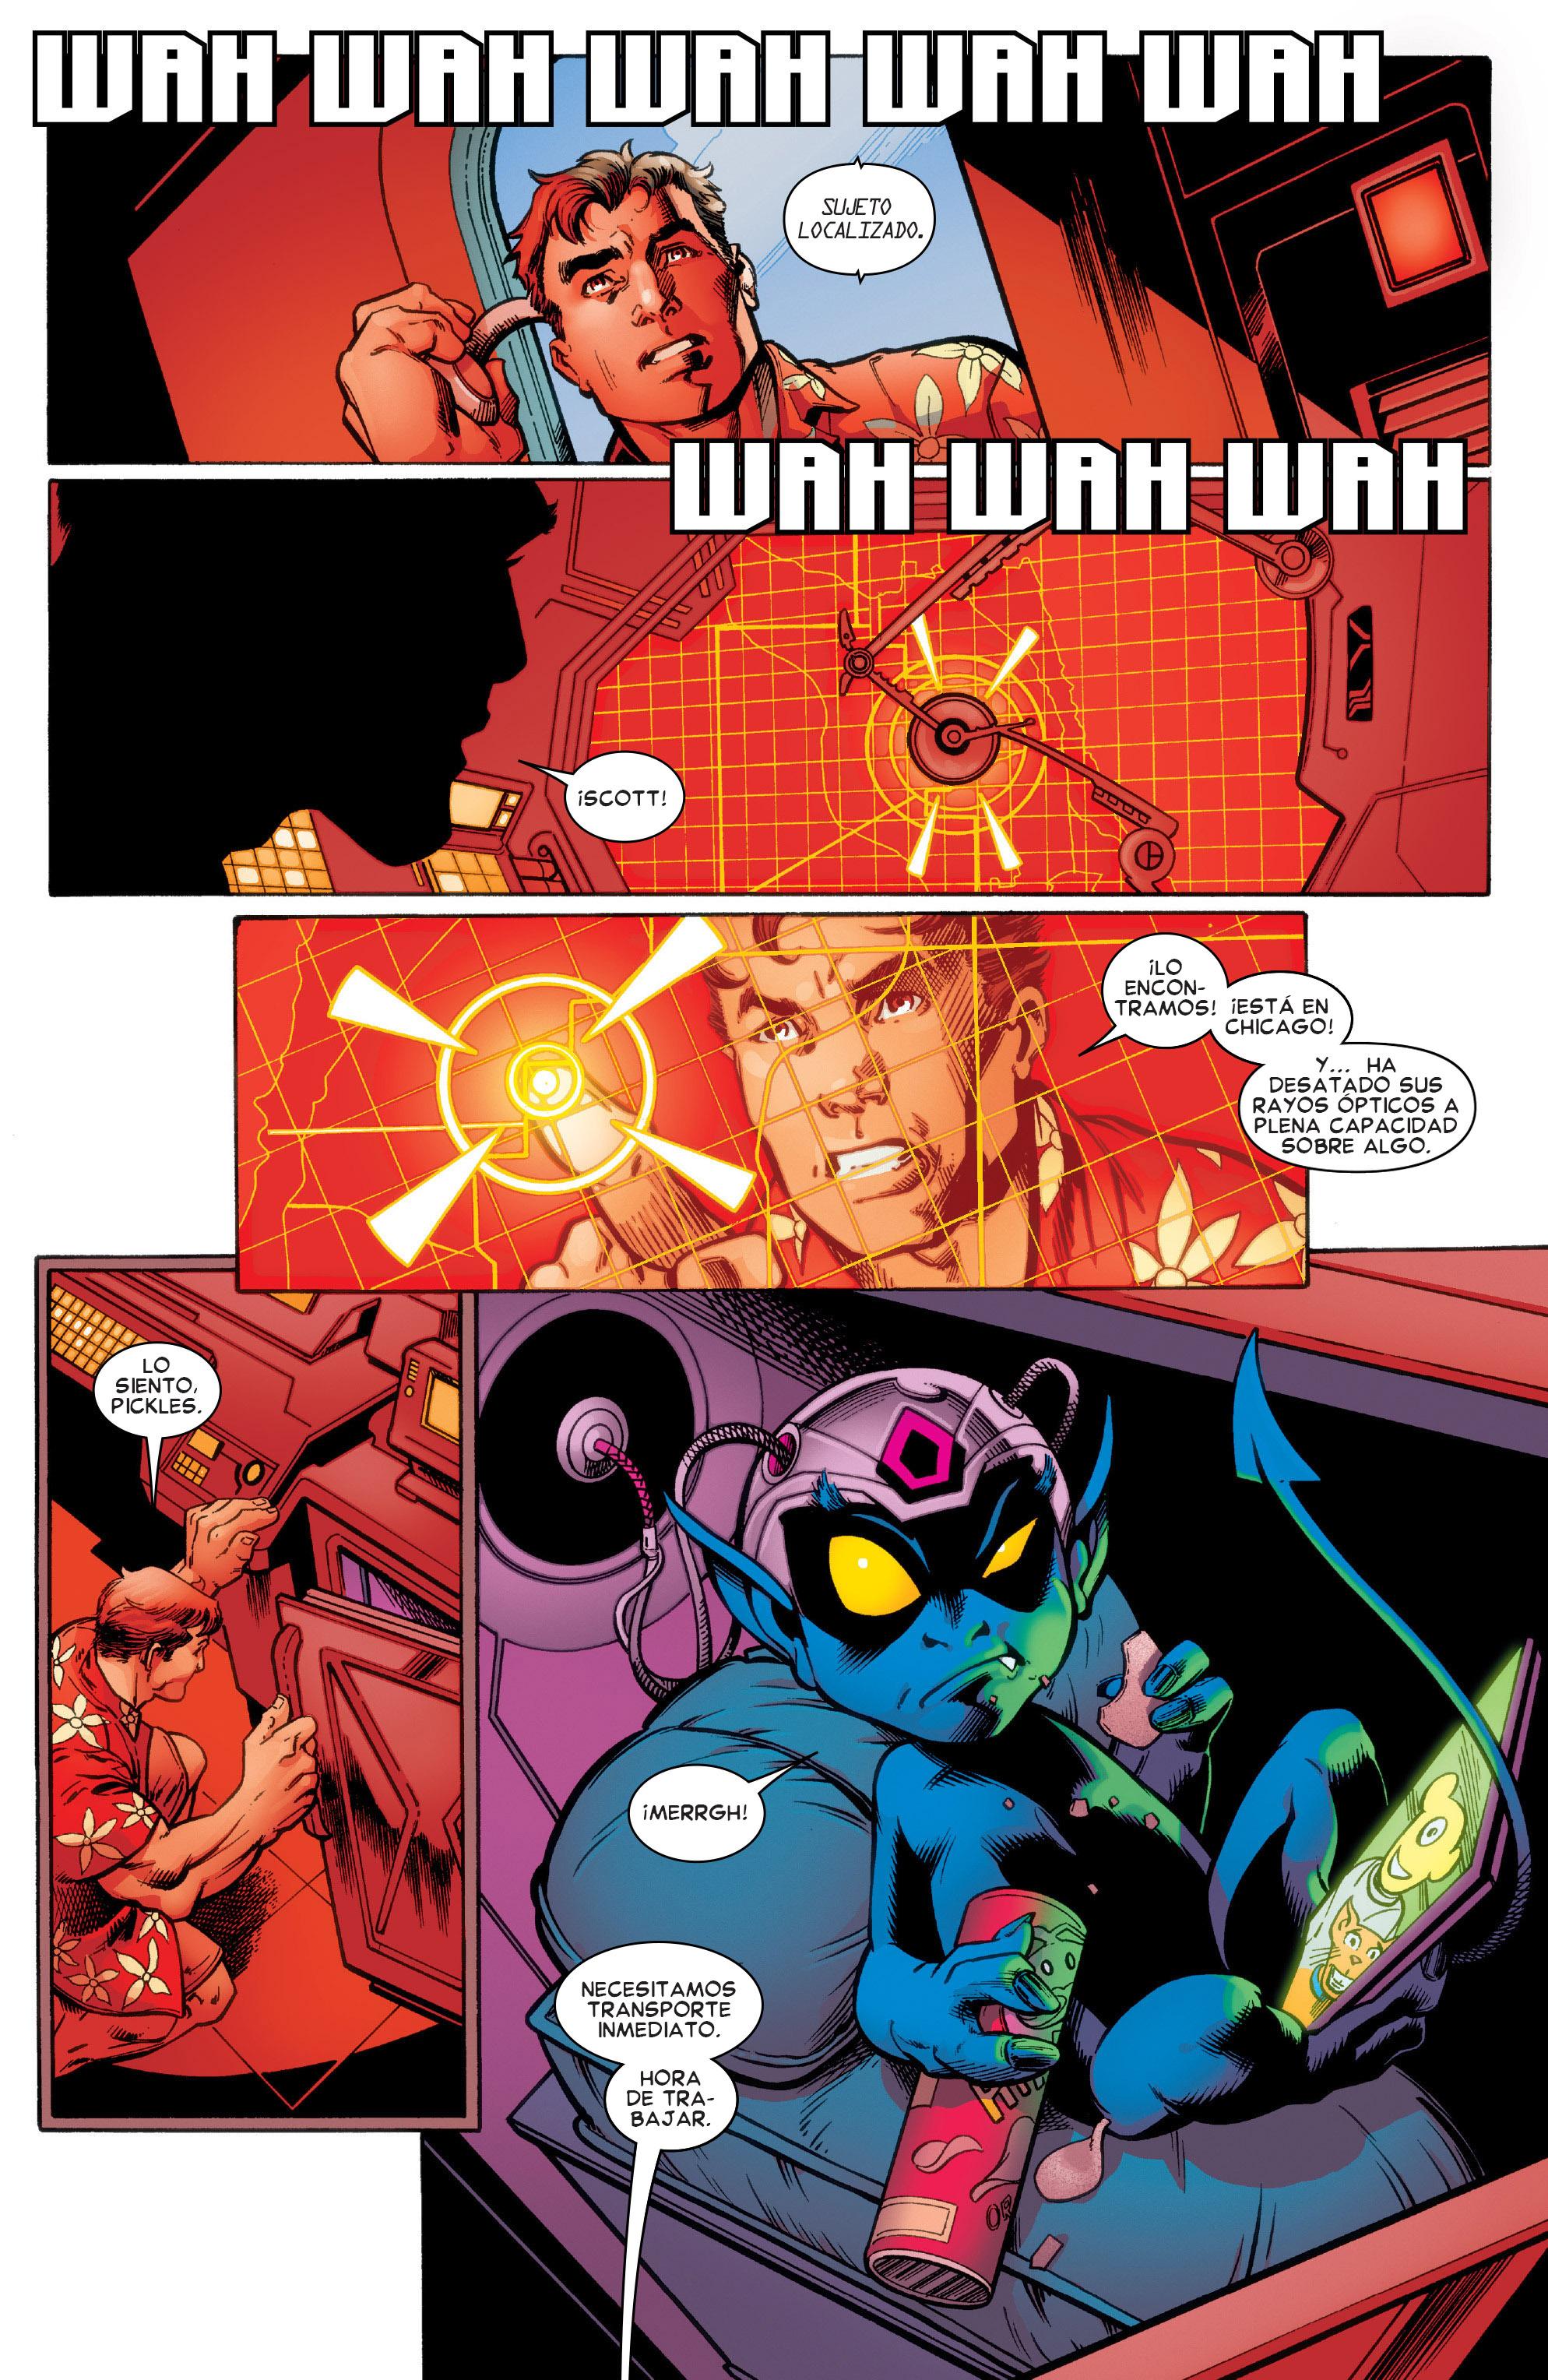 WAH WAH WAH WAH WAH
SUJETO
LOCALIZADO.
WAH WAH WAH
¡SCOTT!
¡LO
ENCON-
TRAMOS!
¡ESTÁ EN
CHICAGO!
Y... HA
DESATADO SUS
RAYOS ÓPTICOS A
PLENA CAPACIDAD
SOBRE ALGO.
LO
SIENTO,
PICKLES.
¡MERRGH!
NECESITAMOS
TRANSPORTE
INMEDIATO.
HORA
DE TRA-
BAJAR.